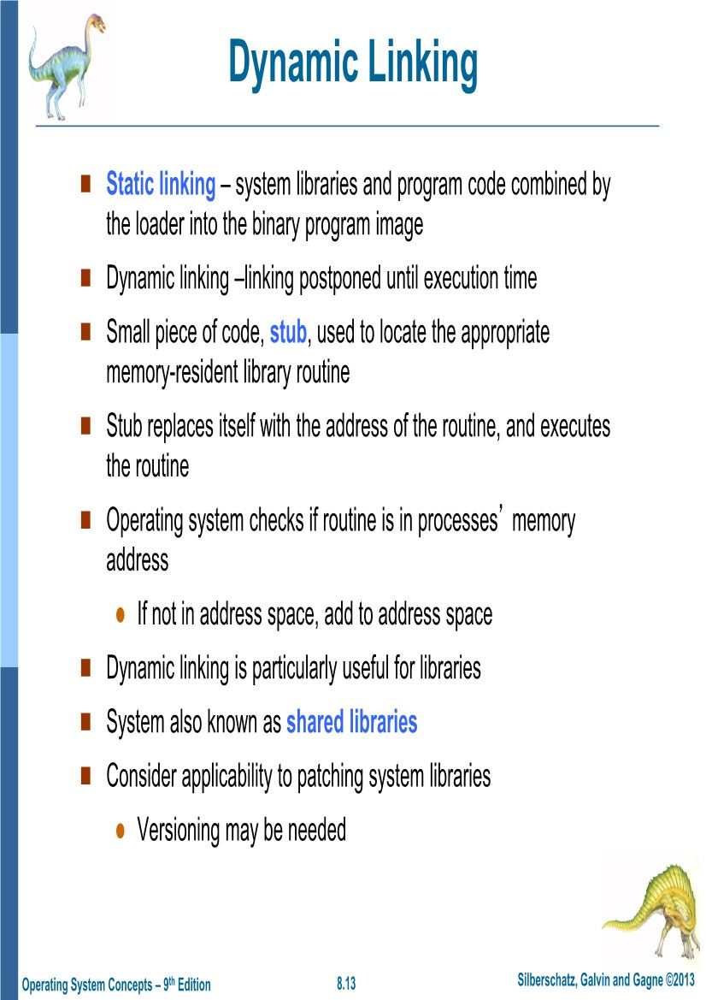 Dynamic Linking
Static linking – system libraries and program code combined by
the loader into the binary program image
Dynamic linking –linking postponed until execution time
Small piece of code, stub, used to locate the appropriate
memory-resident library routine
Stub replaces itself with the address of the routine, and executes
the routine
Operating system checks if routine is in processes’ memory
address
If not in address space, add to address space
Dynamic linking is particularly useful for libraries
System also known as shared libraries
Consider applicability to patching system libraries
Versioning may be needed
Operating System Concepts – 9th Edition
8.13
Silberschatz, Galvin and Gagne ©2013